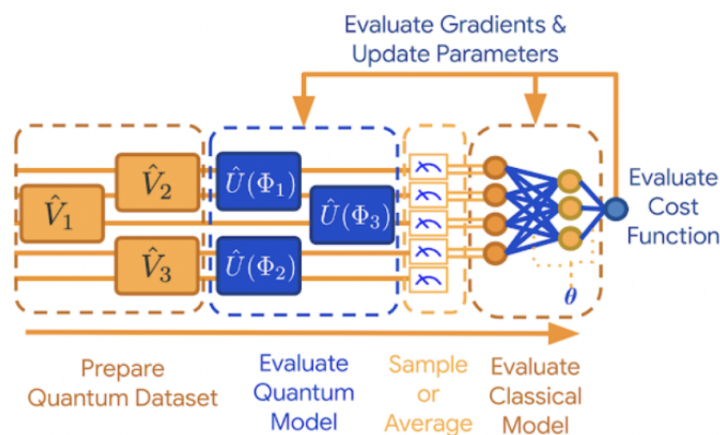 Evaluate Gradients &
Update Parameters
V̂₁
V̂₂
V̂₃
Û(Φ₁)
Û(Φ₂)
Û(Φ₃)
θ
Evaluate
Cost
Function
Prepare
Quantum Dataset
Evaluate
Quantum
Model
Sample
or
Average
Evaluate
Classical
Model